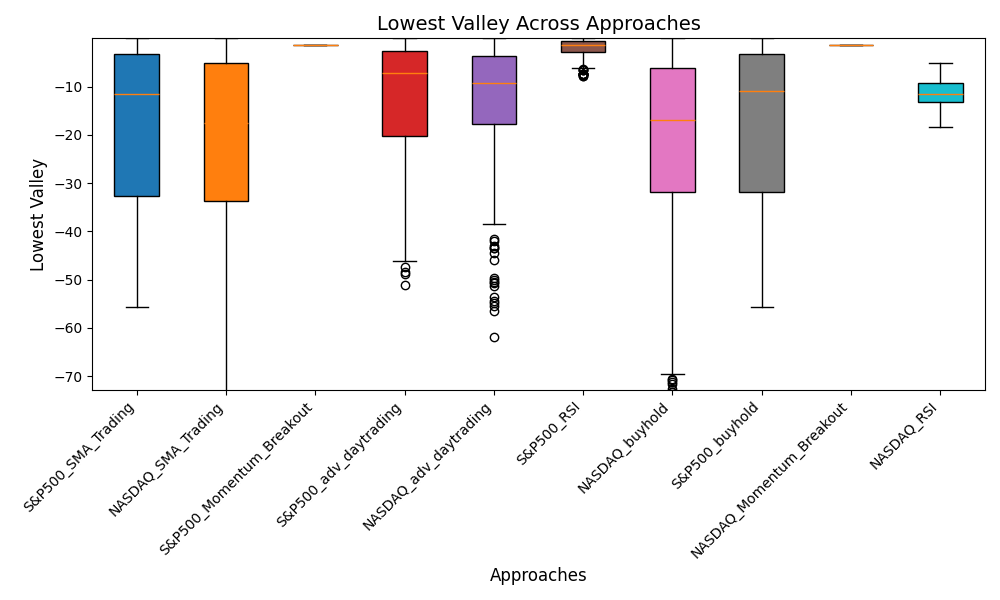 Lowest Valley Across Approaches
Lowest Valley
−10
−20
−30
−40
−50
−60
−70
S&P500_SMA_Trading
NASDAQ_SMA_Trading
S&P500_Momentum_Breakout
S&P500_adv_daytrading
NASDAQ_adv_daytrading
S&P500_RSI
NASDAQ_buyhold
S&P500_buyhold
NASDAQ_Momentum_Breakout
NASDAQ_RSI
Approaches